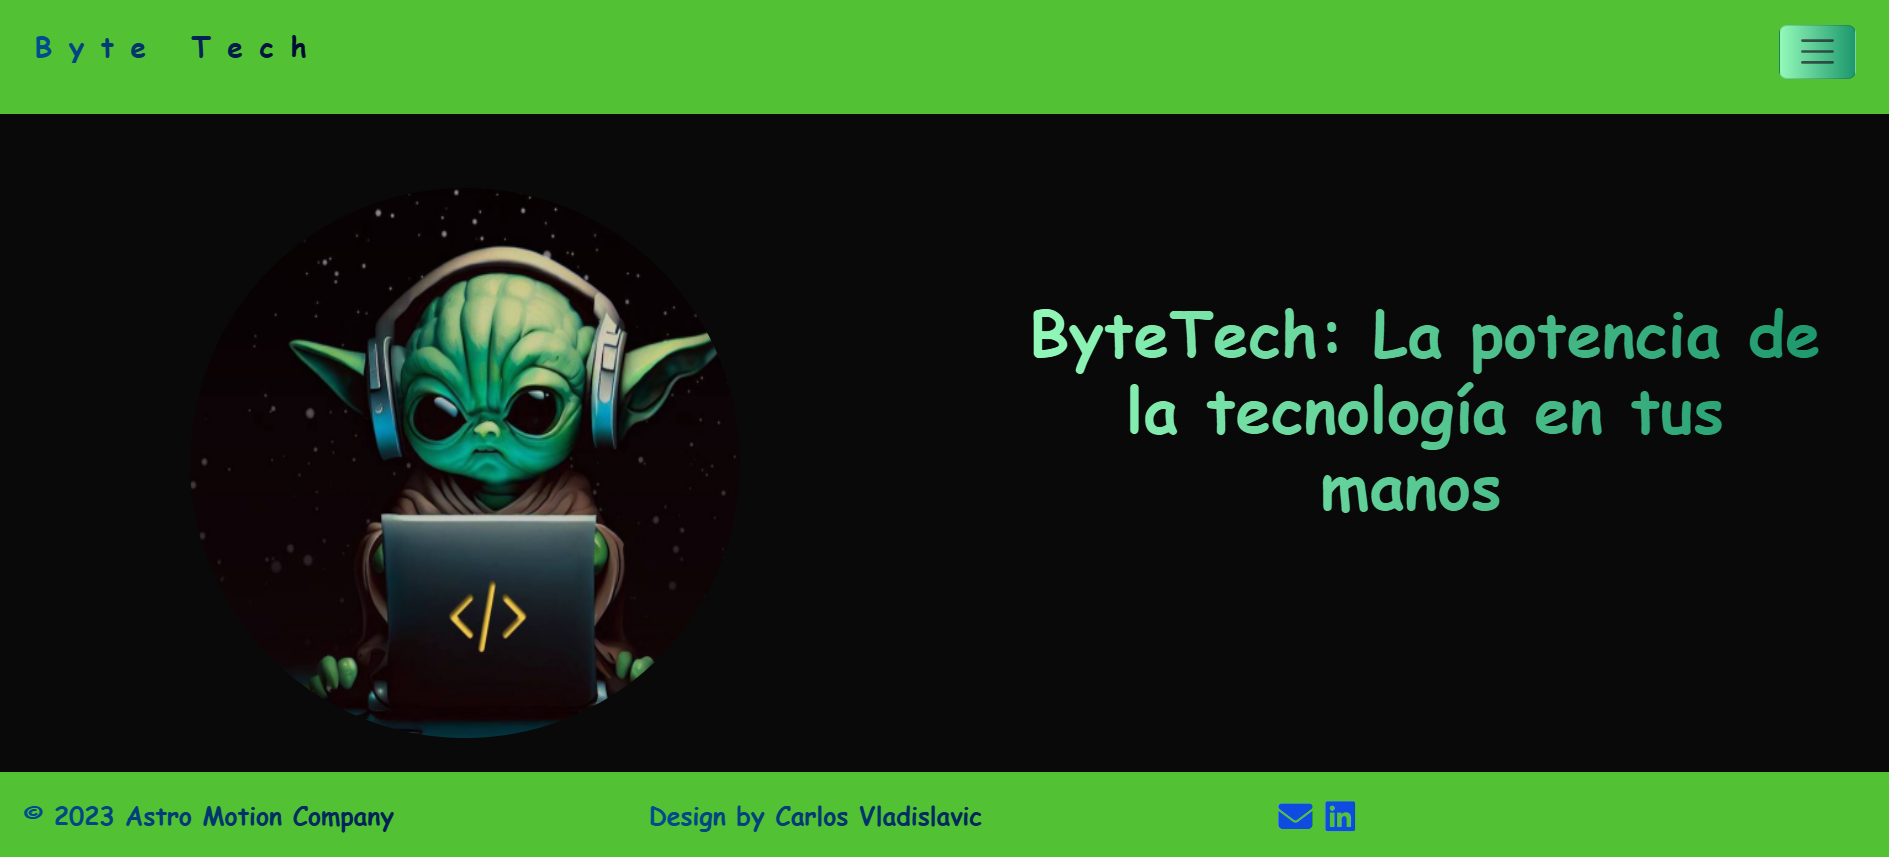 Byte Tech
ByteTech: La potencia de
la tecnología en tus
manos
</>
© 2023 Astro Motion Company
Design by Carlos Vladislavic
in